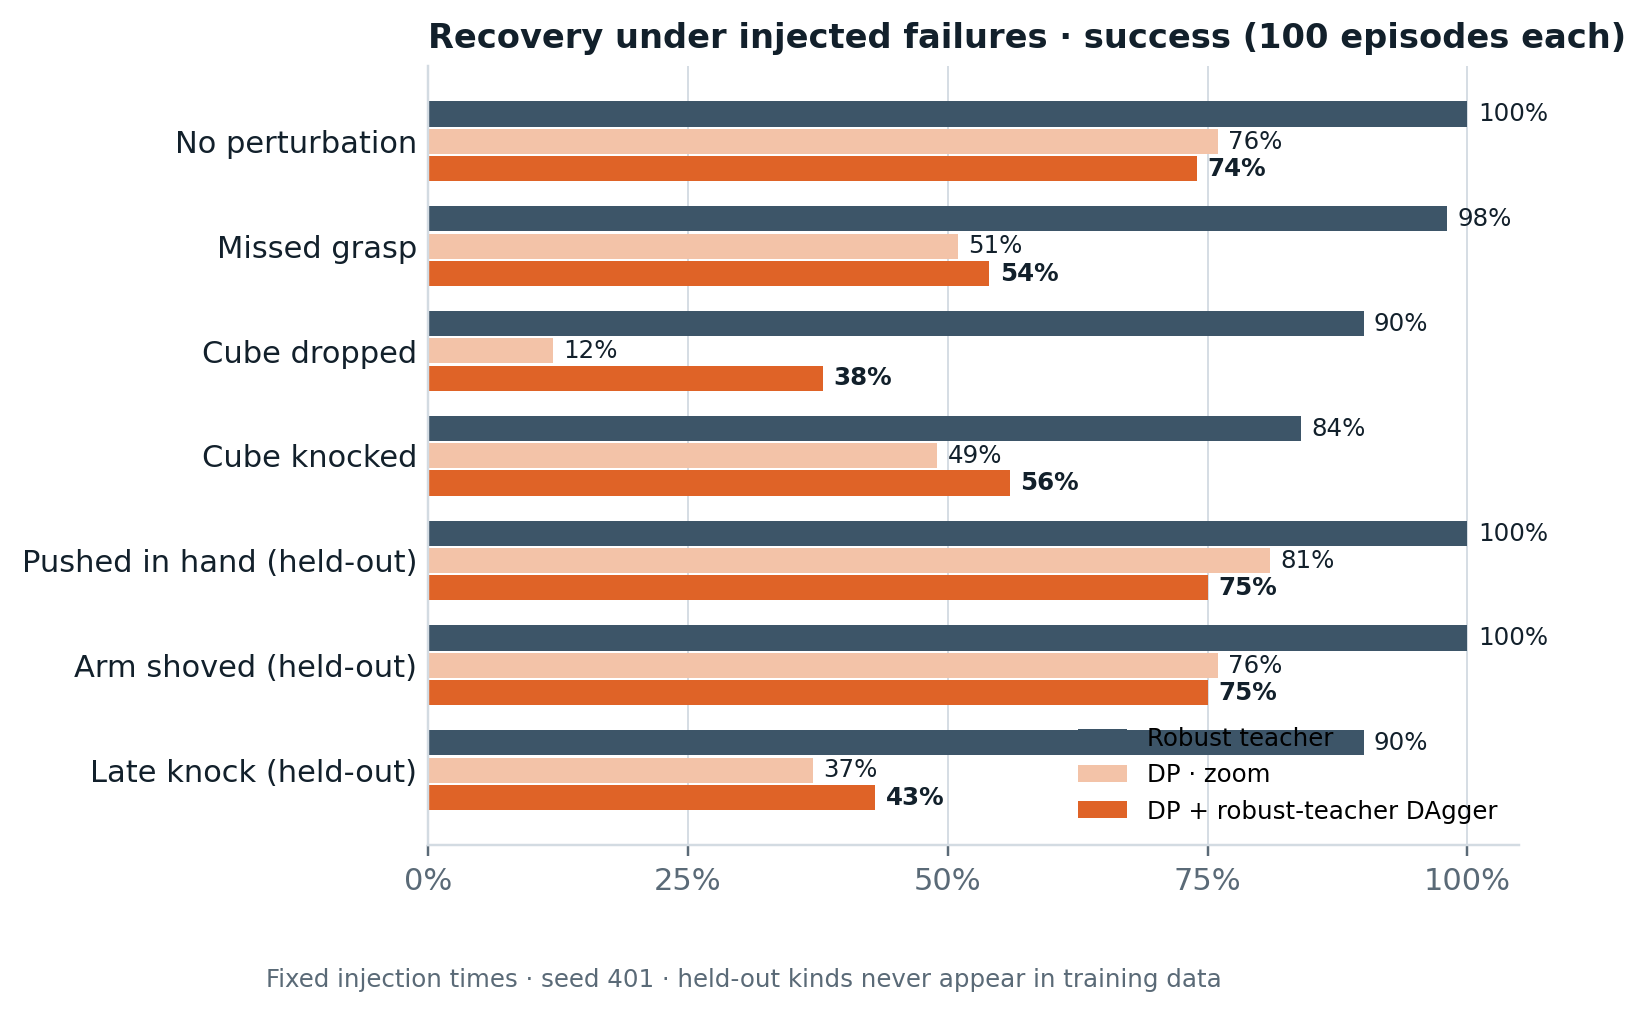 Recovery under injected failures · success (100 episodes each)
No perturbation
100%
76%
74%
Missed grasp
98%
51%
54%
Cube dropped
90%
12%
38%
Cube knocked
84%
49%
56%
Pushed in hand (held-out)
100%
81%
75%
Arm shoved (held-out)
100%
76%
75%
Late knock (held-out)
90%
37%
43%
Robust teacher
DP · zoom
DP + robust-teacher DAgger
0% 25% 50% 75% 100%
Fixed injection times · seed 401 · held-out kinds never appear in training data